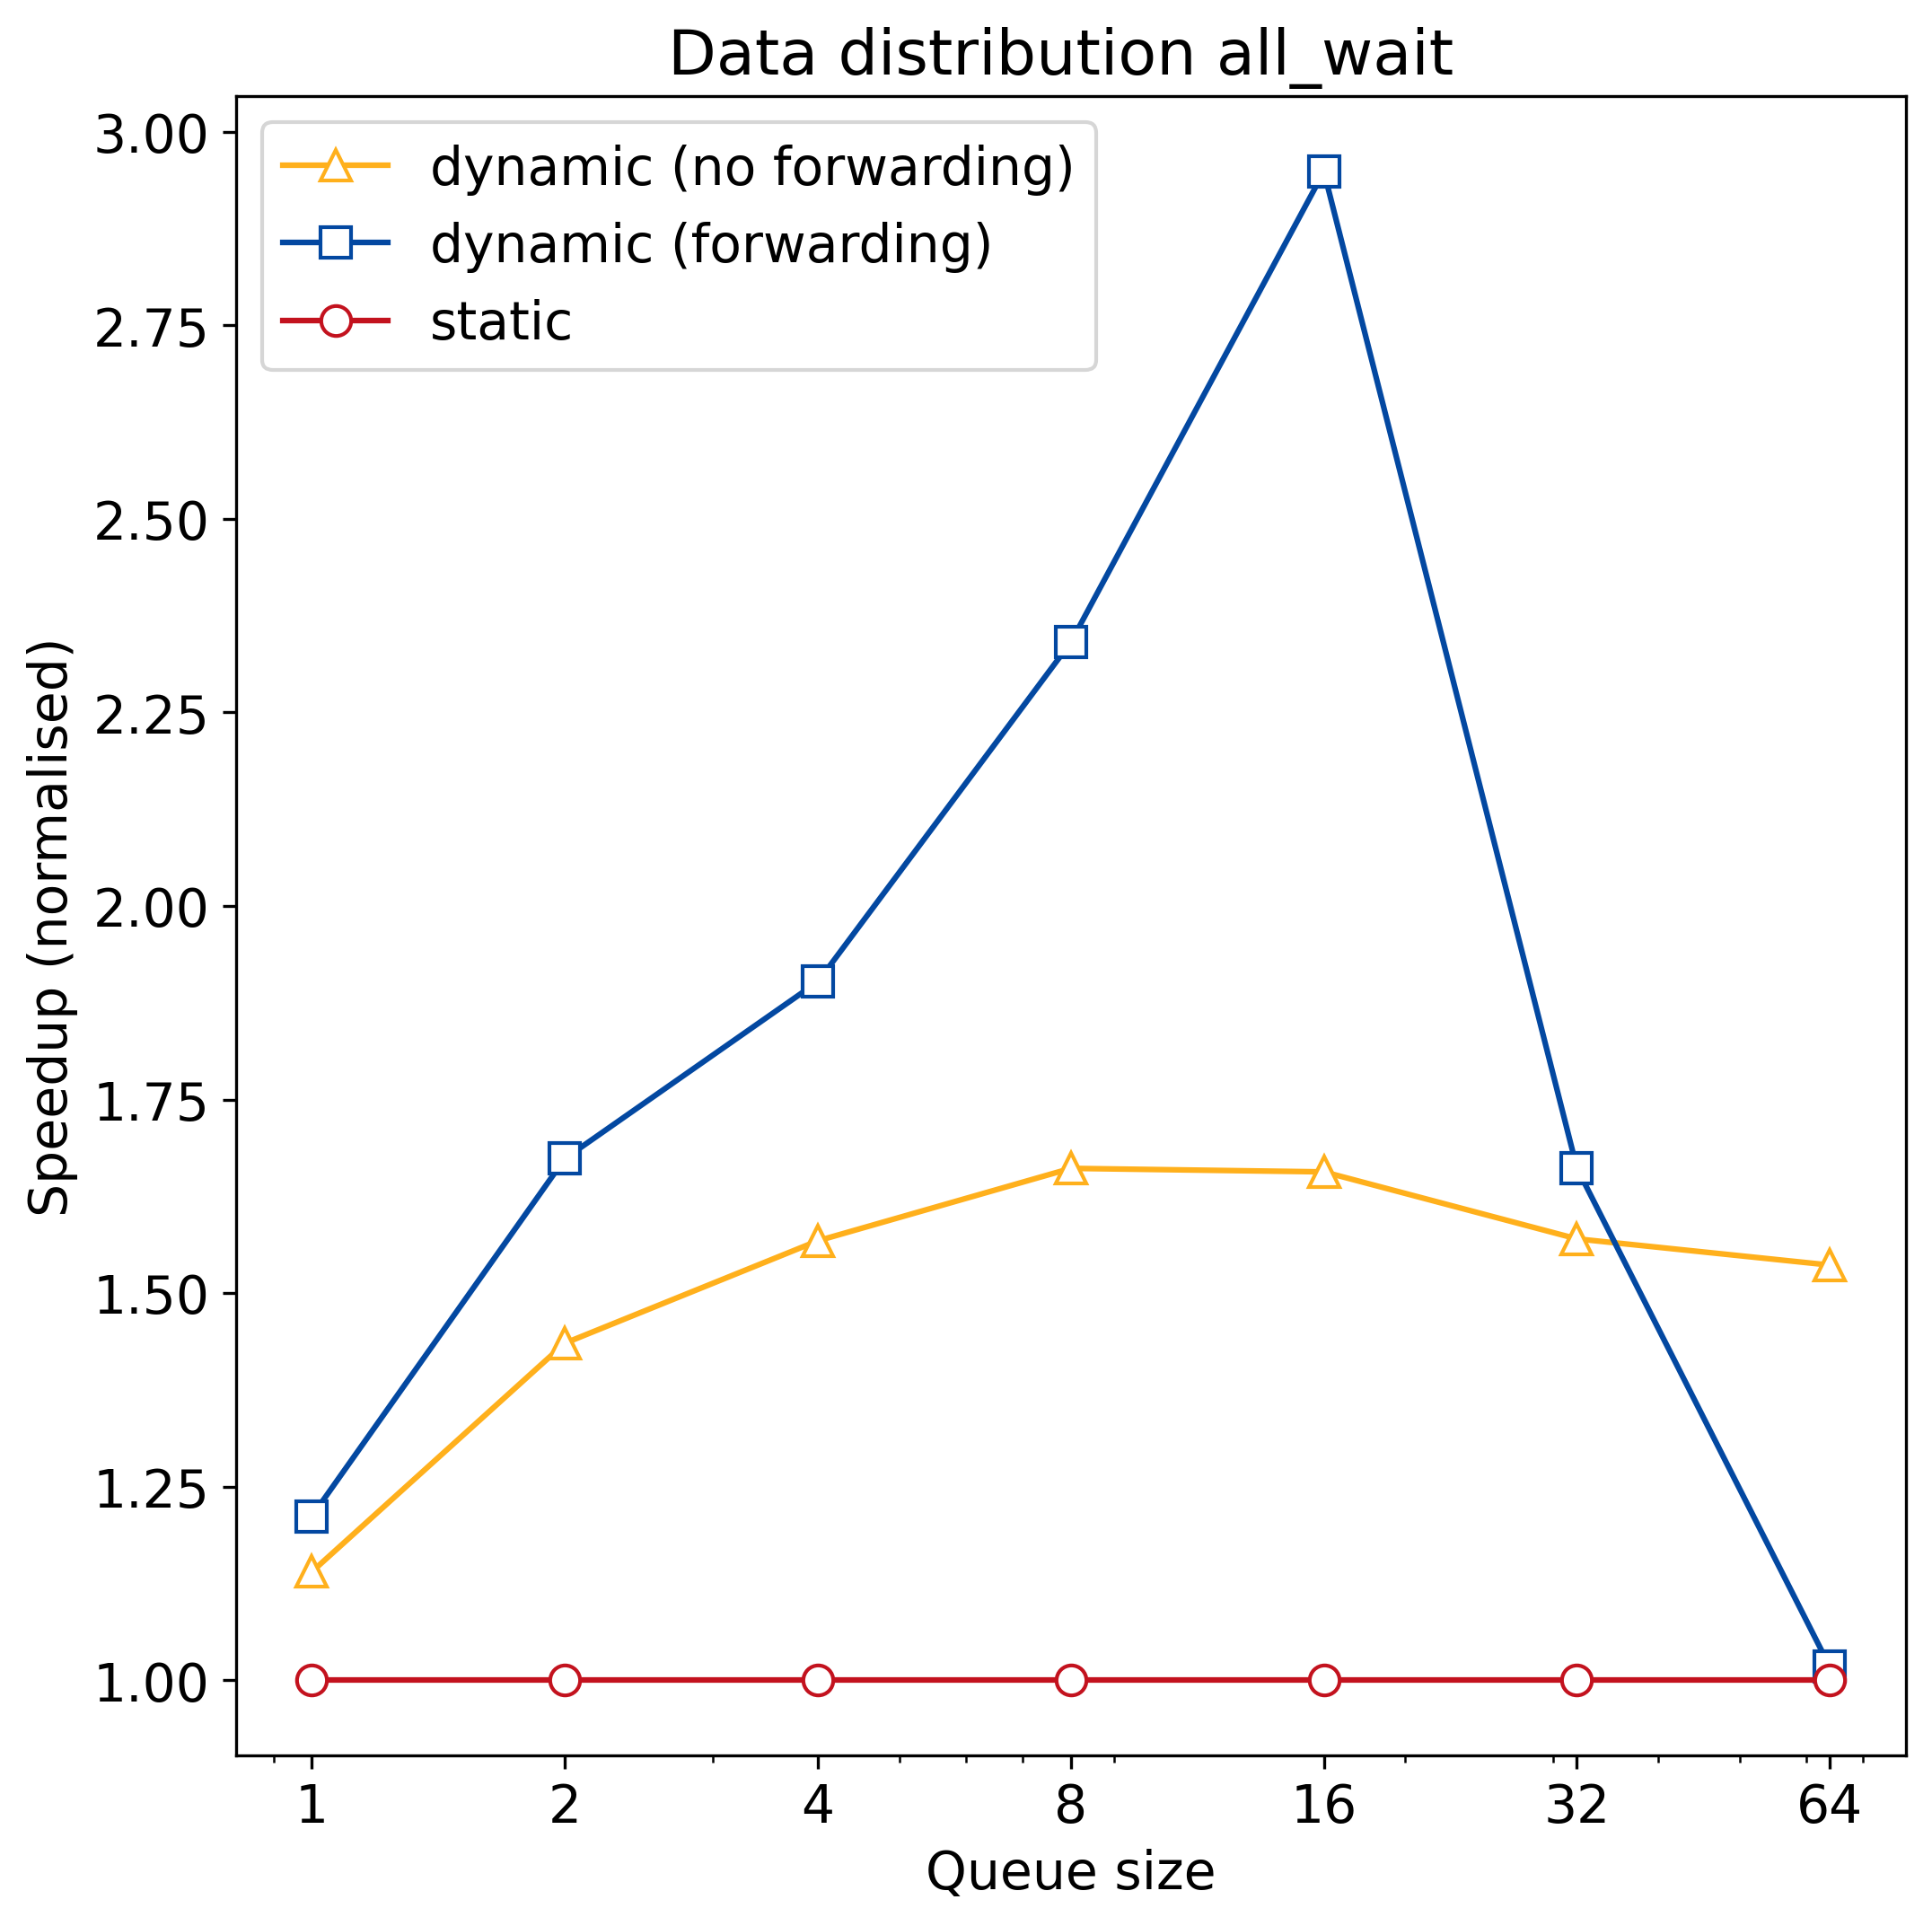 Data distribution all_wait
dynamic (no forwarding)
dynamic (forwarding)
static
Speedup (normalised)
3.00
2.75
2.50
2.25
2.00
1.75
1.50
1.25
1.00
1 2 4 8 16 32 64
Queue size